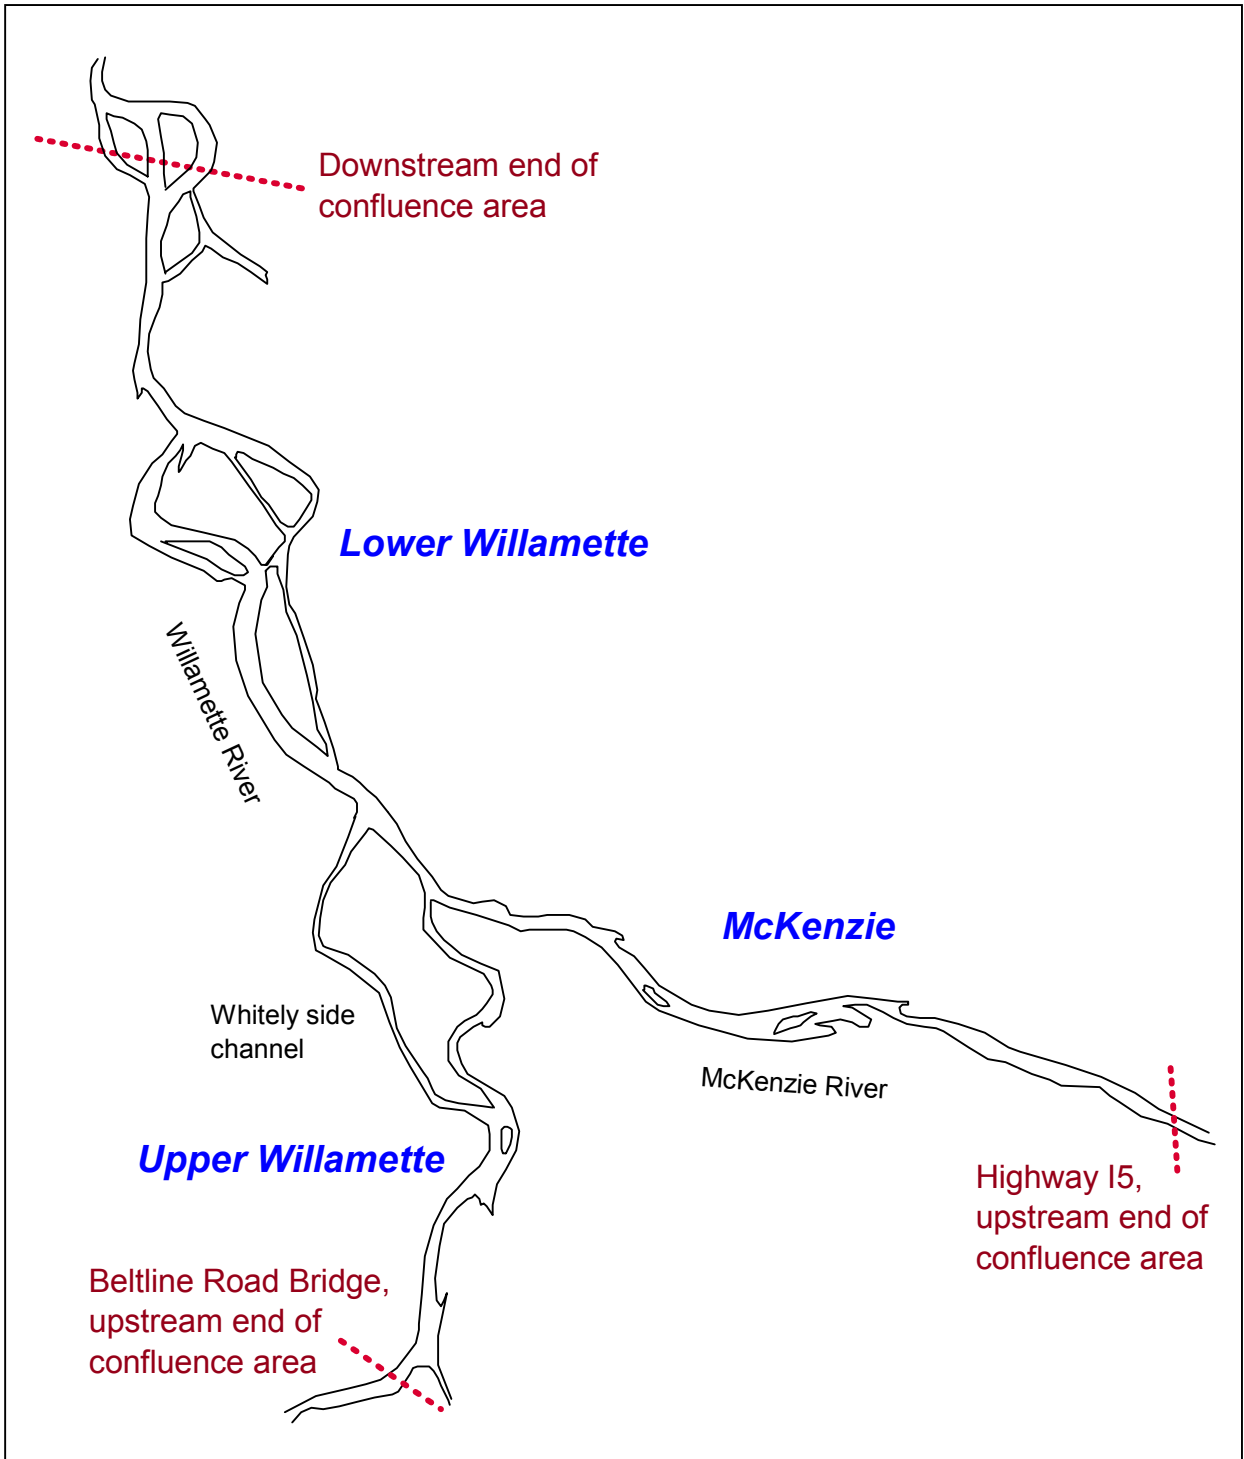 Downstream end of
confluence area
Lower Willamette
Willamette River
McKenzie
Whitely side
channel
McKenzie River
Upper Willamette
Highway I5,
upstream end of
confluence area
Beltline Road Bridge,
upstream end of
confluence area